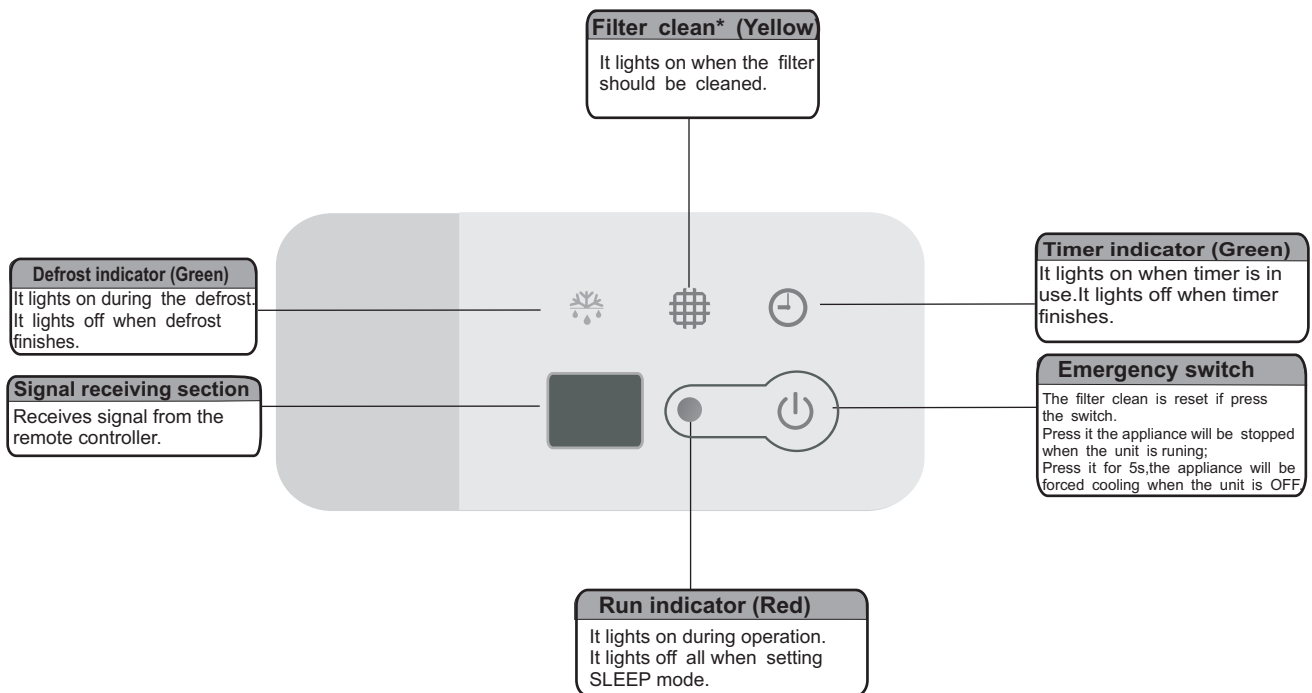 Filter clean* (Yellow)
It lights on when the filter
should be cleaned.
Defrost indicator (Green)
It lights on during the defrost.
It lights off when defrost
finishes.
Timer indicator (Green)
It lights on when timer is in
use.It lights off when timer
finishes.
Signal receiving section
Receives signal from the
remote controller.
Emergency switch
The filter clean is reset if press
the switch.
Press it the appliance will be stopped
when the unit is runing;
Press it for 5s,the appliance will be
forced cooling when the unit is OFF.
Run indicator (Red)
It lights on during operation.
It lights off all when setting
SLEEP mode.